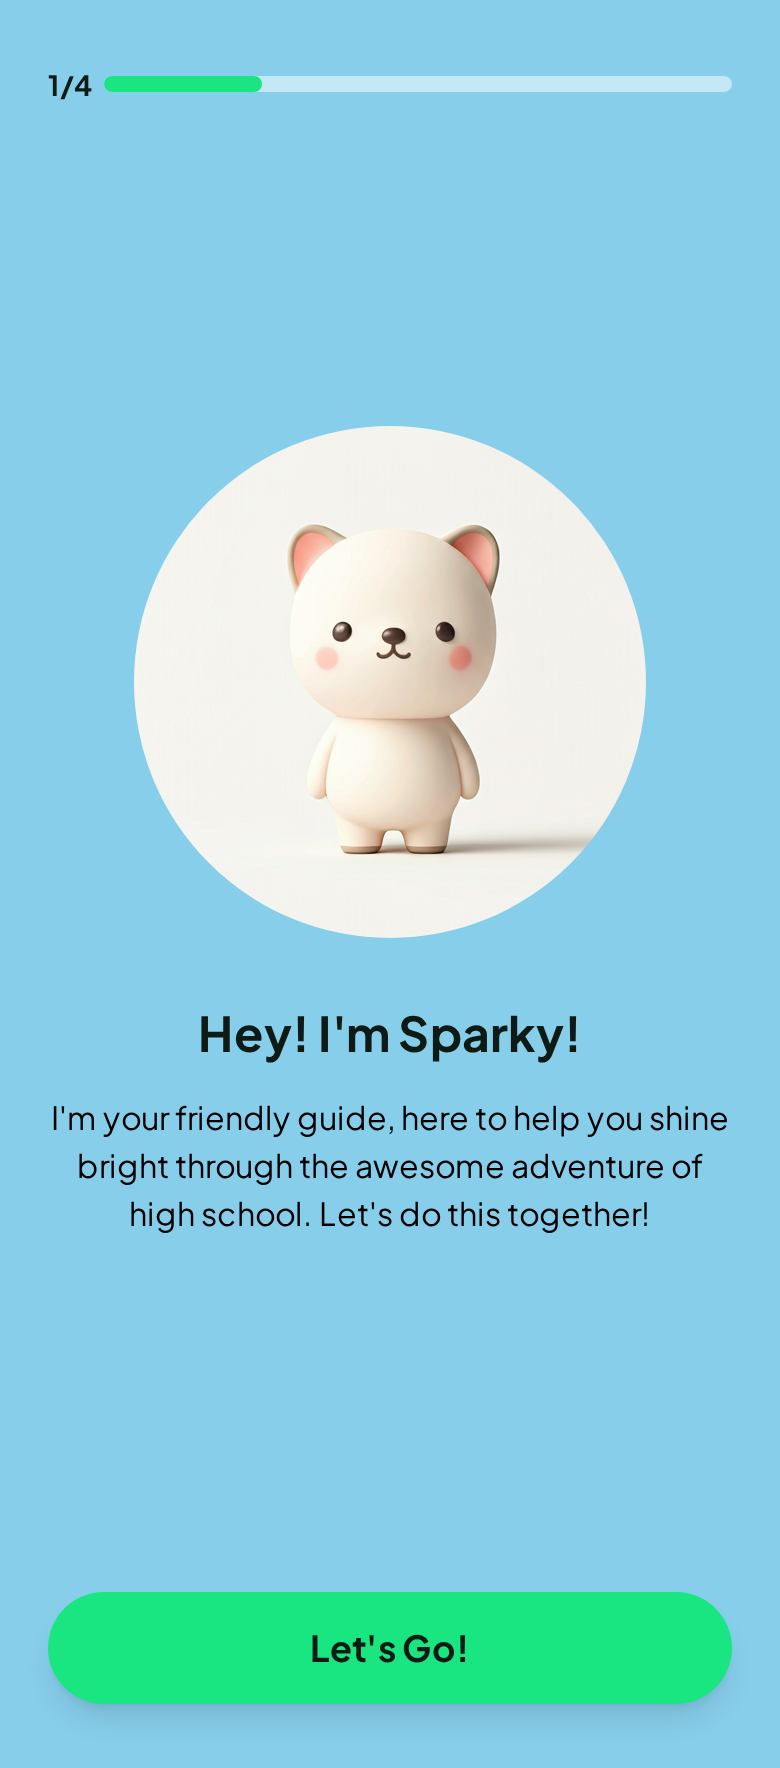 1/4
Hey! I'm Sparky!
I'm your friendly guide, here to help you shine
bright through the awesome adventure of
high school. Let's do this together!
Let's Go!